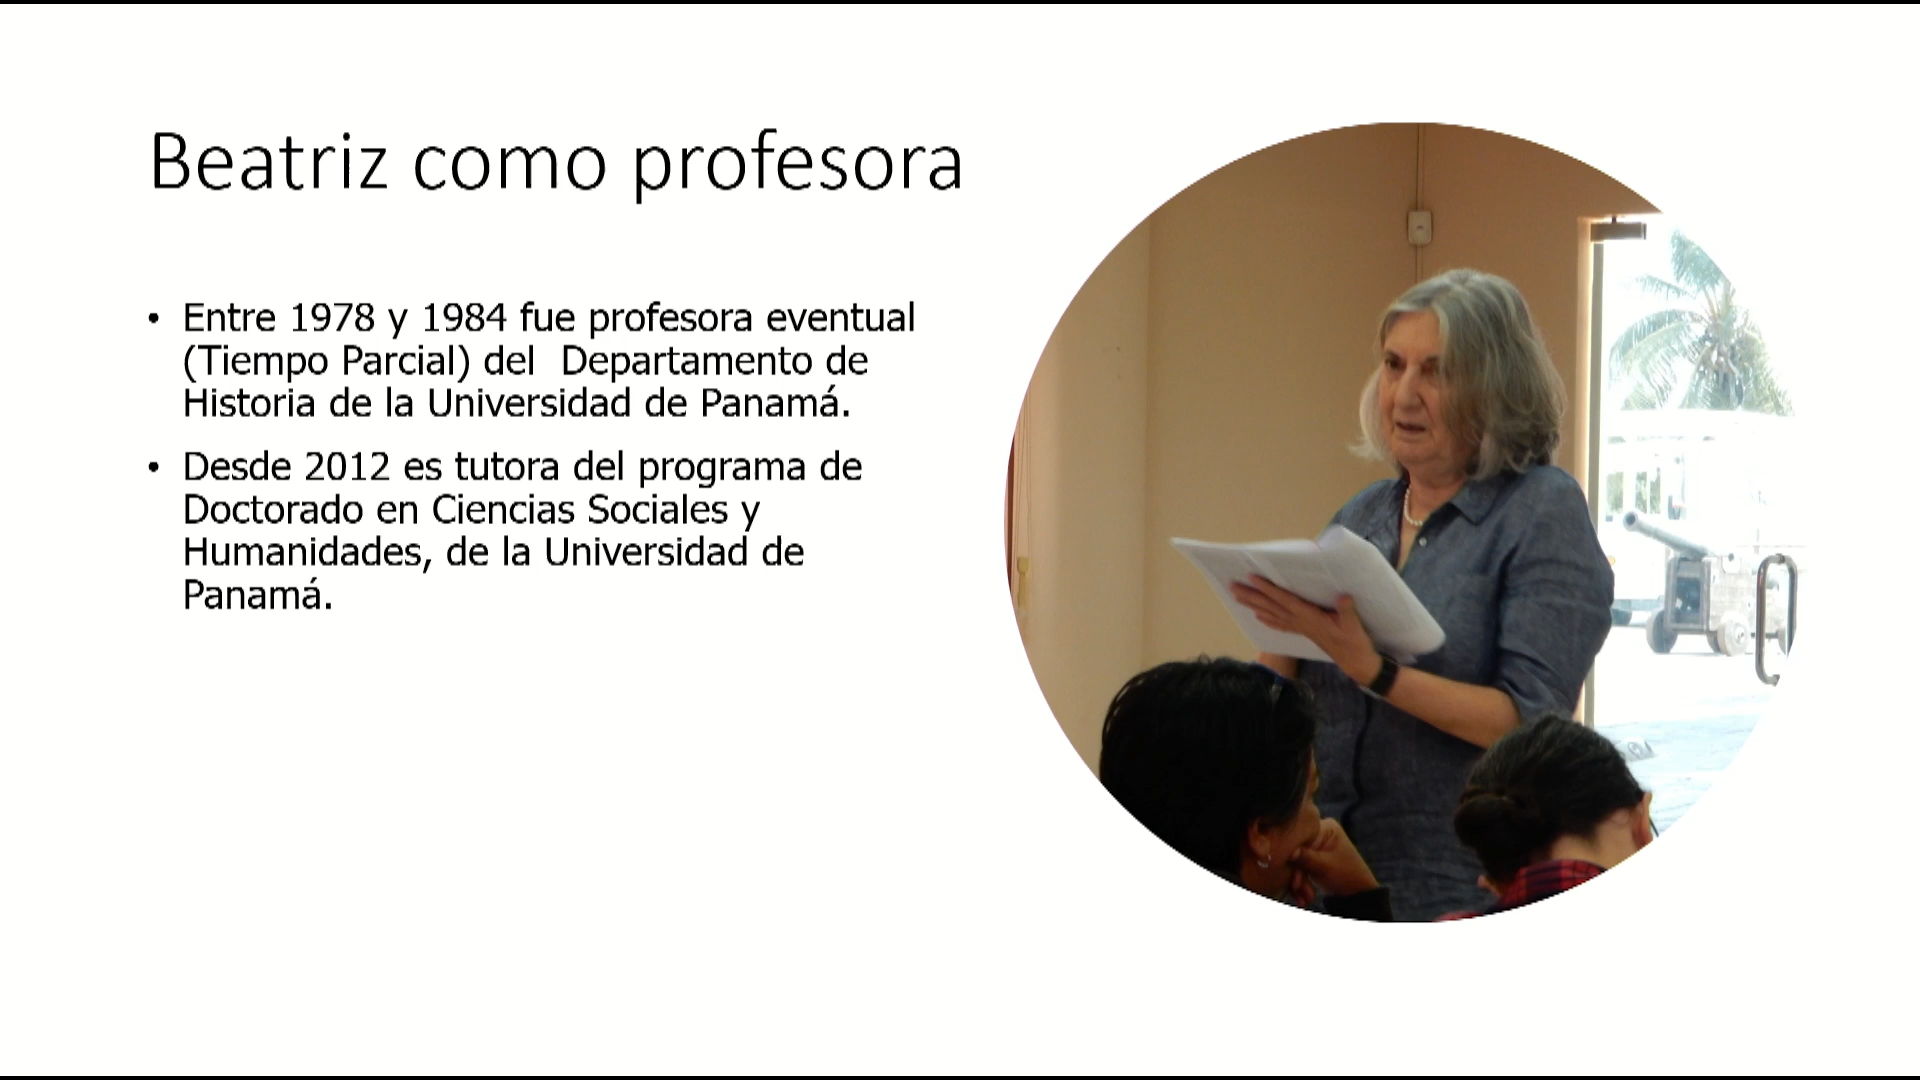 Beatriz como profesora
• Entre 1978 y 1984 fue profesora eventual
(Tiempo Parcial) del  Departamento de
Historia de la Universidad de Panamá.
• Desde 2012 es tutora del programa de
Doctorado en Ciencias Sociales y
Humanidades, de la Universidad de
Panamá.